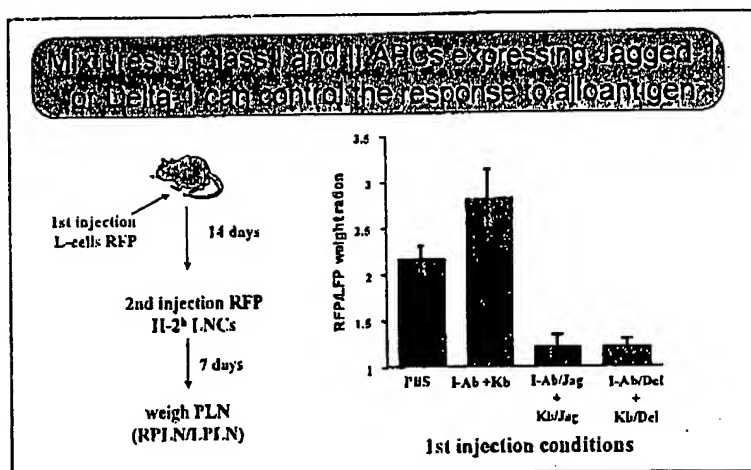 Mixtures of Class I and II APCs expressing Jagged-1
or Delta-1 can control the response to alloantigen
1st injection
L-cells RFP
14 days
2nd injection RFP
H-2ᵇ LNCs
7 days
weigh PLN
(RPLN/LPLN)
RFP/LFP weight ration
3.5
3
2.5
2
1.5
1
PBS
I-Ab +Kb
I-Ab/Jag
+
Kb/Jag
I-Ab/Del
+
Kb/Del
1st injection conditions